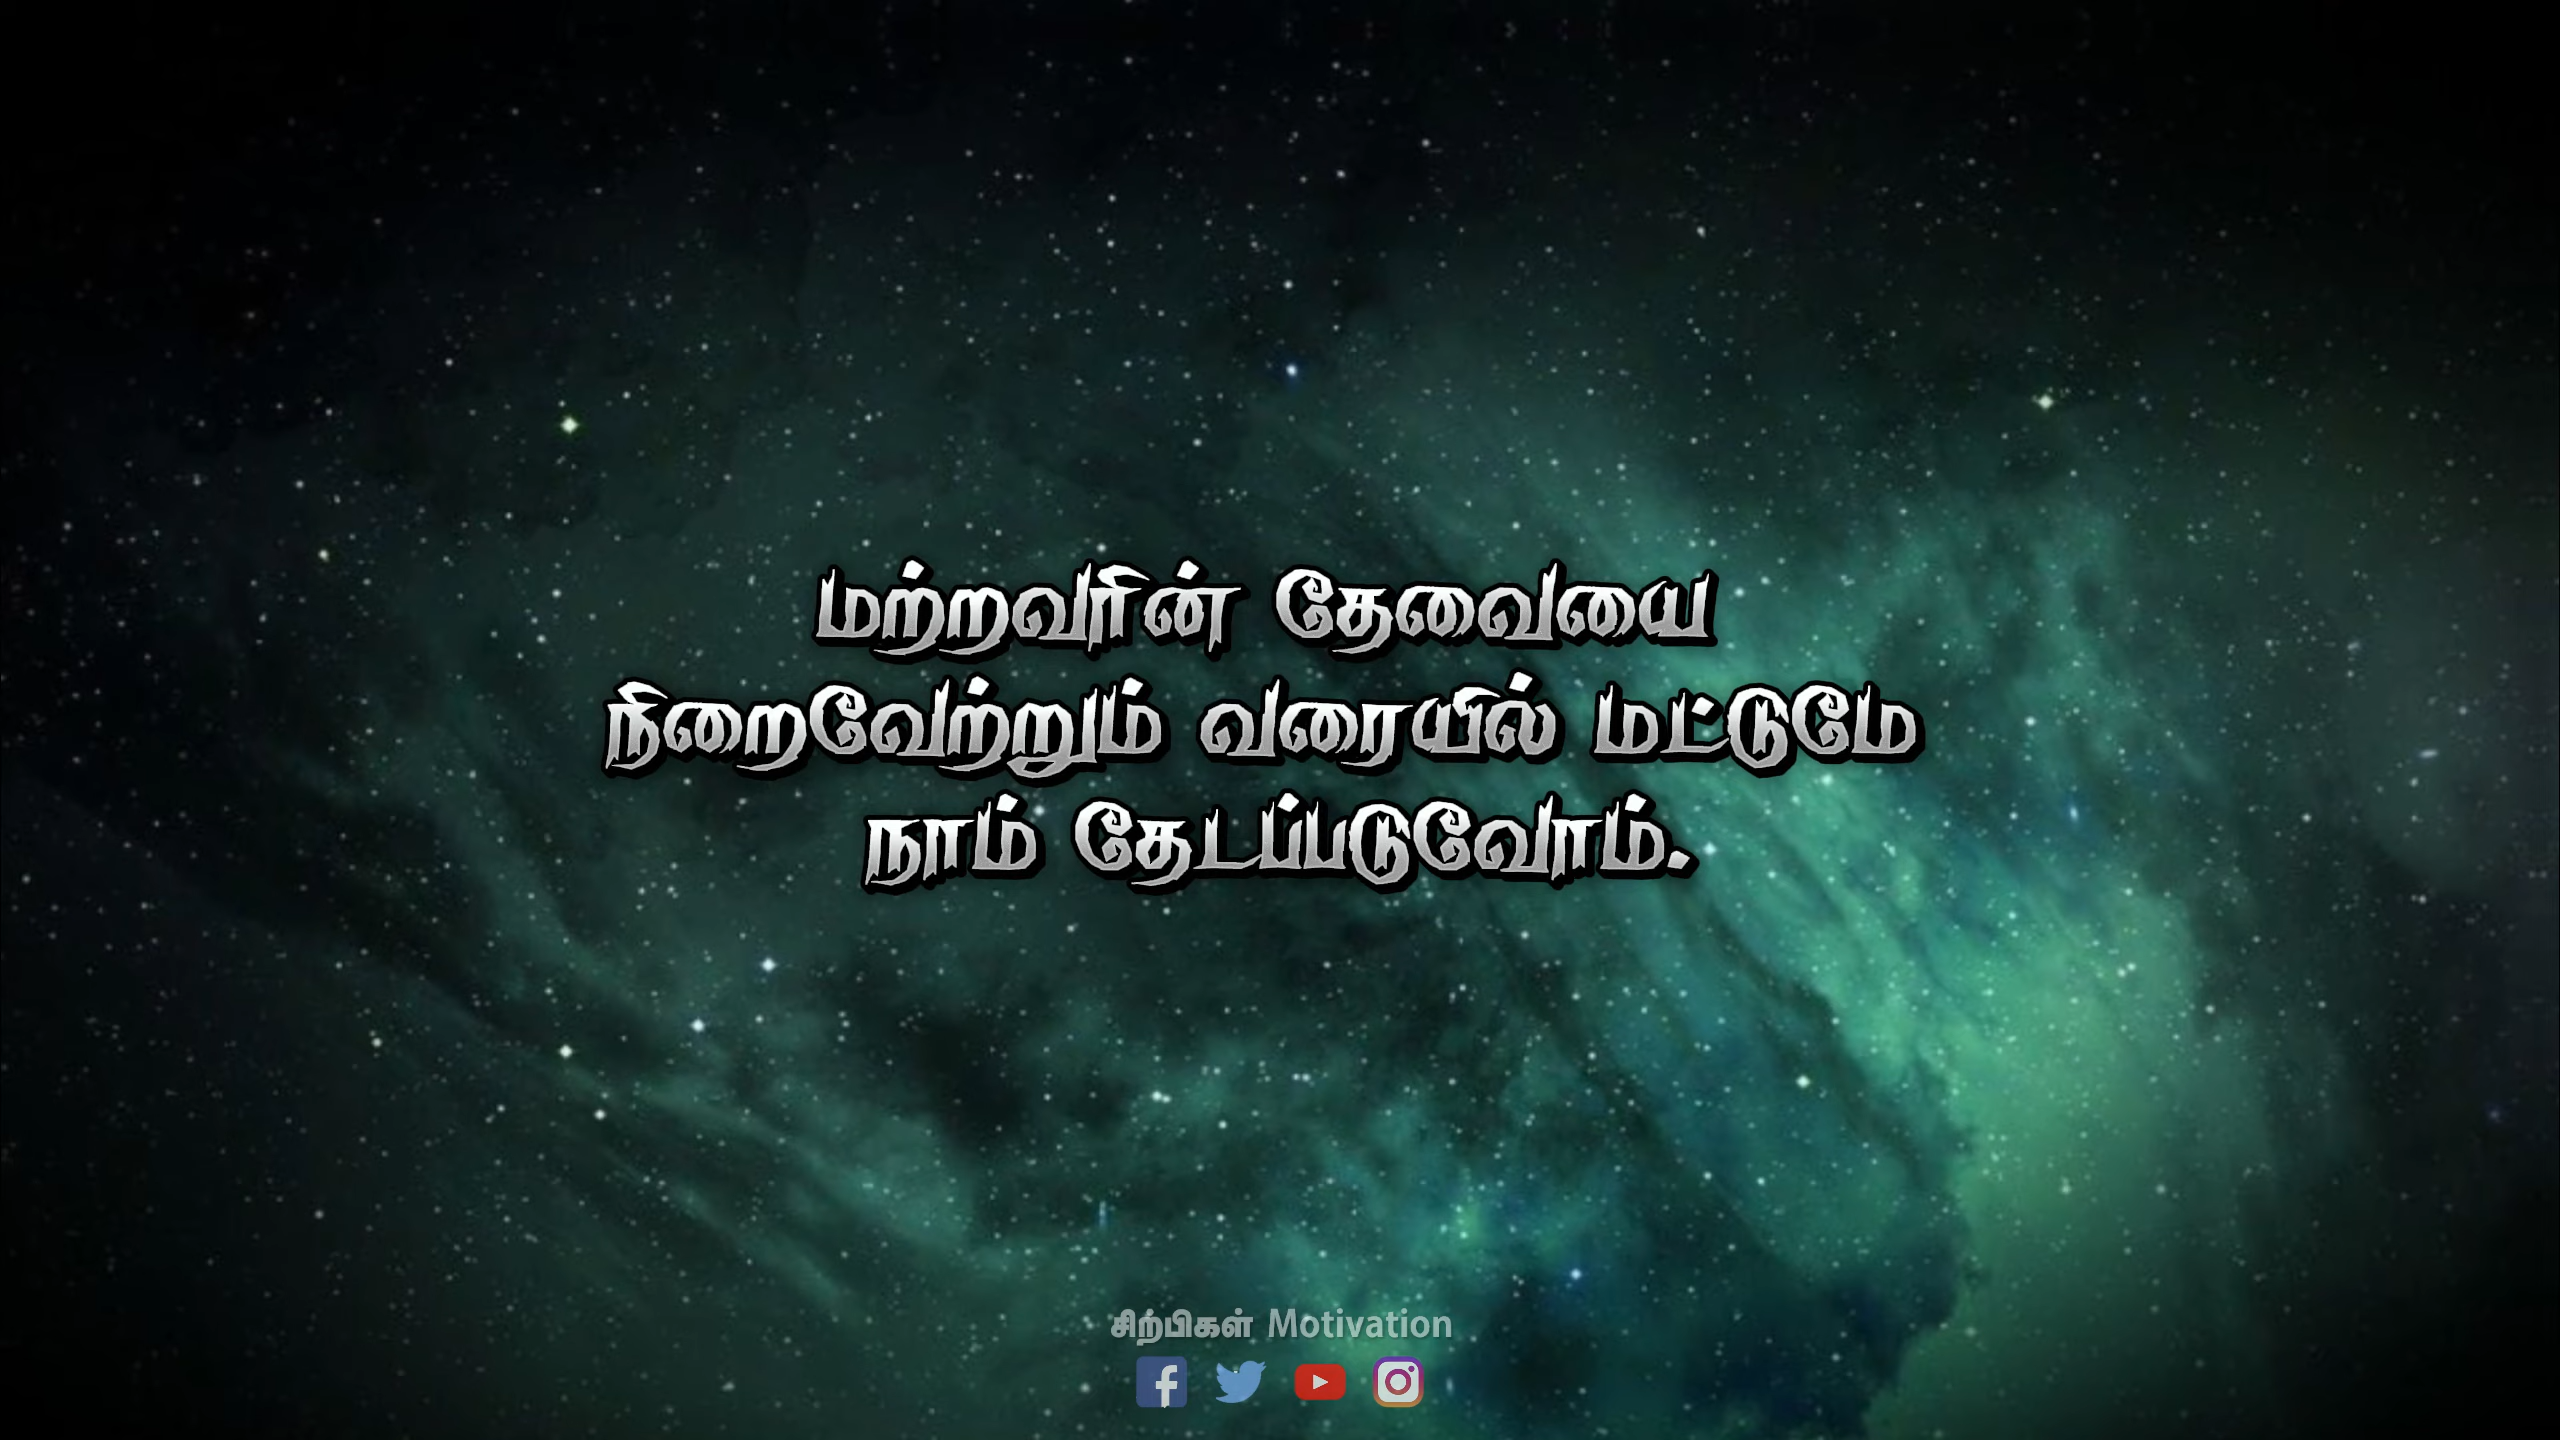 மற்றவரின் தேவையை
நிறைவேற்றும் வரையில் மட்டுமே
நாம் தேடப்படுவோம்.
சிற்பிகள் Motivation